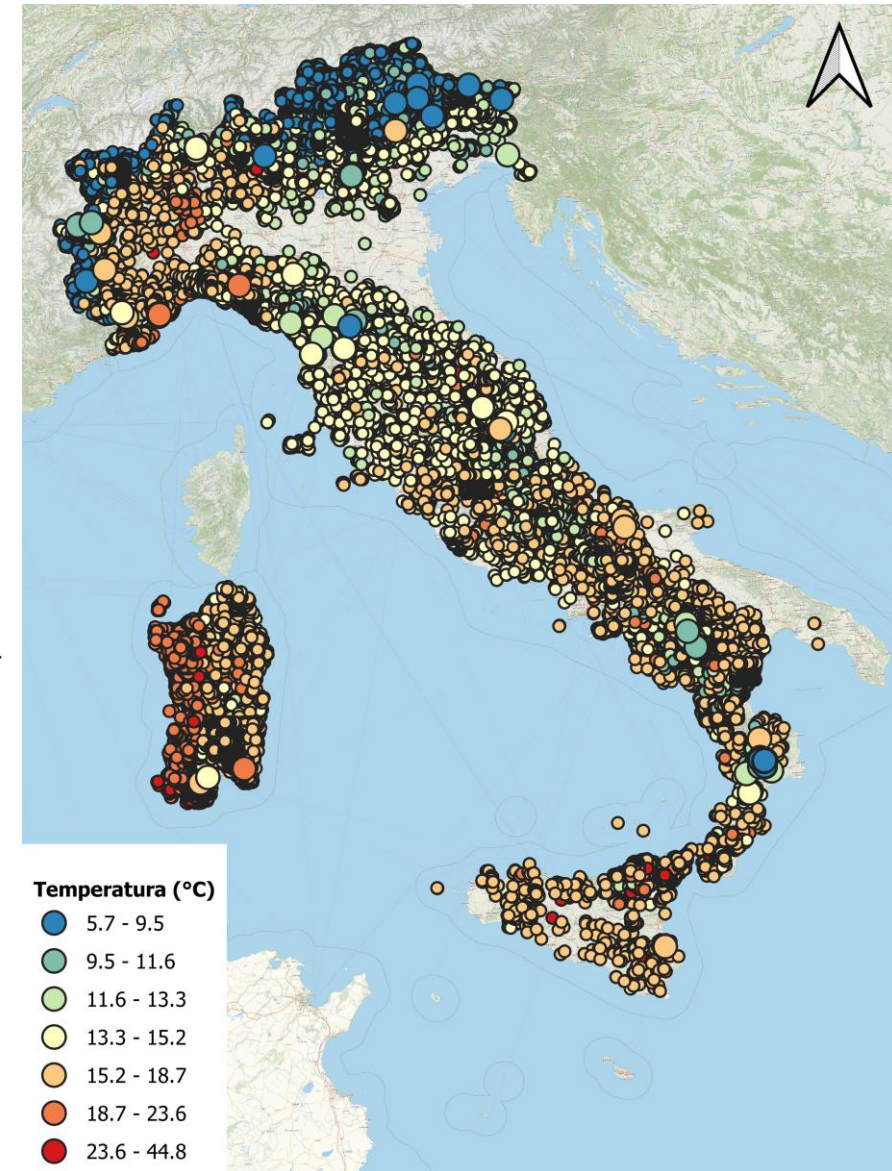 Temperatura (°C)
5.7 - 9.5
9.5 - 11.6
11.6 - 13.3
13.3 - 15.2
15.2 - 18.7
18.7 - 23.6
23.6 - 44.8